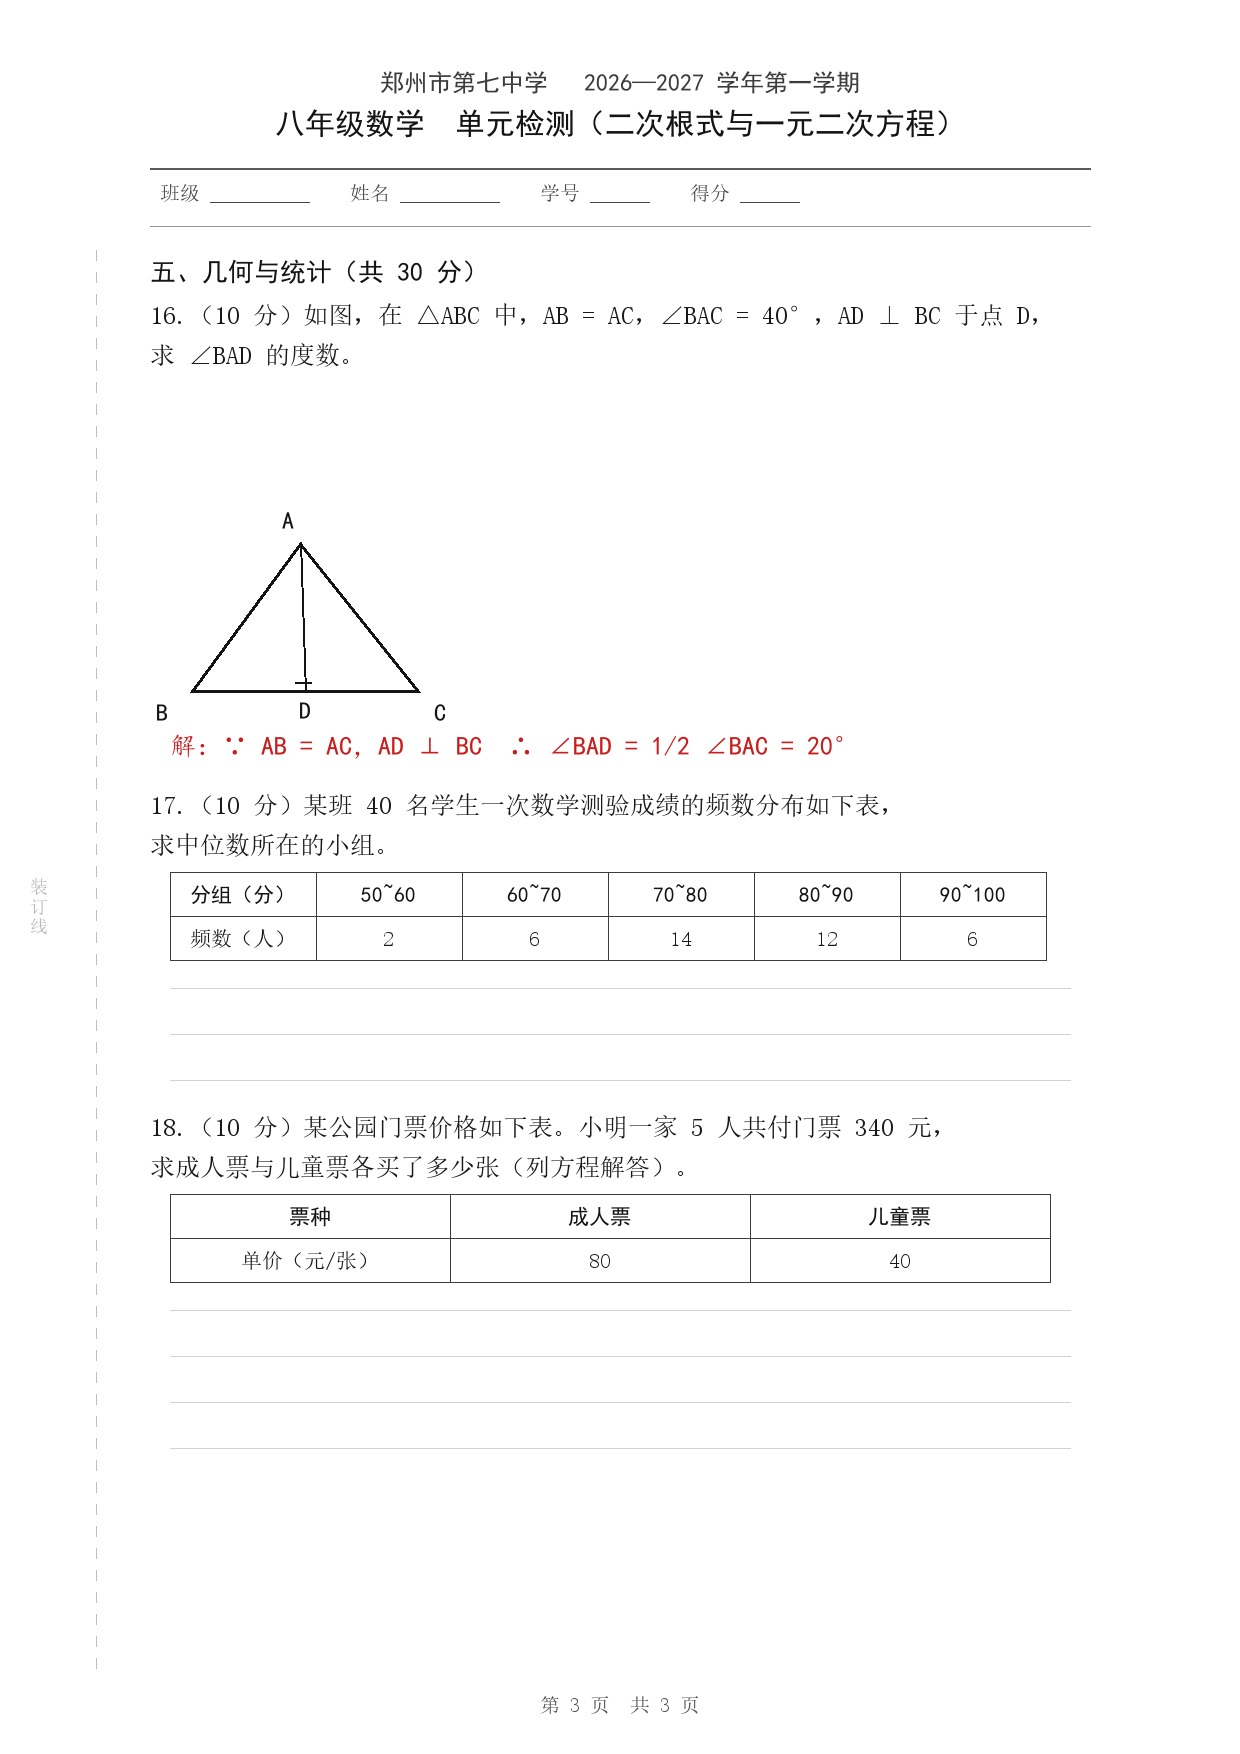 郑州市第七中学 2026—2027 学年第一学期
八年级数学 单元检测（二次根式与一元二次方程）
班级 __________ 姓名 __________ 学号 ______ 得分 ______
五、几何与统计（共 30 分）
16.（10 分）如图，在 △ABC 中，AB = AC，∠BAC = 40°，AD ⊥ BC 于点 D，
求 ∠BAD 的度数。
A
B D C
解：∵ AB = AC，AD ⊥ BC ∴ ∠BAD = 1/2 ∠BAC = 20°
17.（10 分）某班 40 名学生一次数学测验成绩的频数分布如下表，
求中位数所在的小组。
分组（分） 50~60 60~70 70~80 80~90 90~100
频数（人） 2 6 14 12 6
装订线
18.（10 分）某公园门票价格如下表。小明一家 5 人共付门票 340 元，
求成人票与儿童票各买了多少张（列方程解答）。
票种 成人票 儿童票
单价（元/张） 80 40
第 3 页 共 3 页